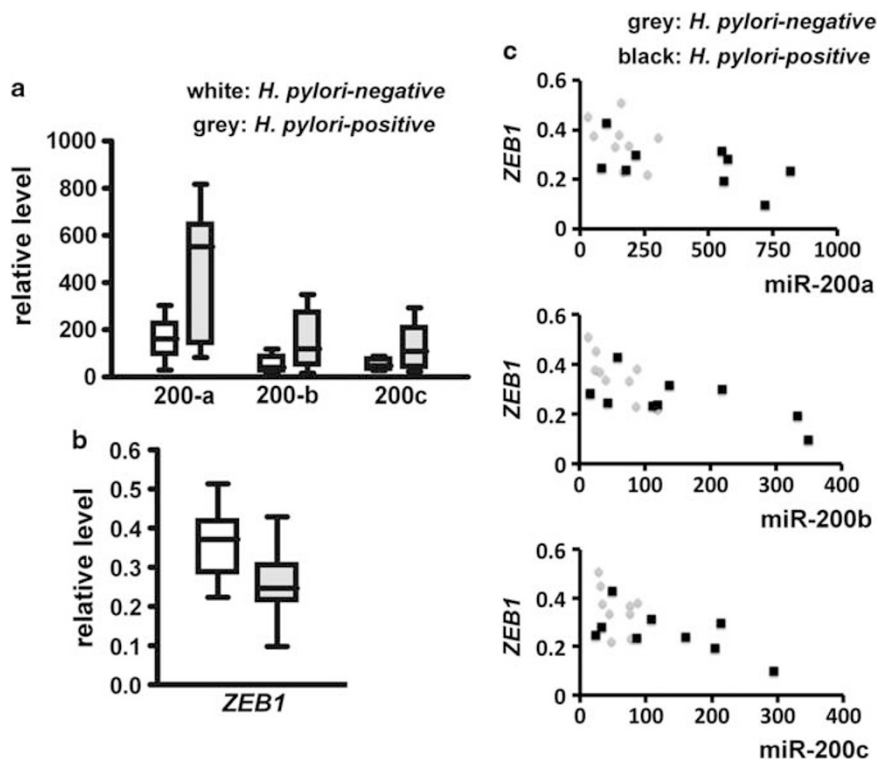 a
white: H. pylori-negative
grey: H. pylori-positive
relative level
1000
800
600
400
200
0
200-a
200-b
200c
b
relative level
0.6
0.5
0.4
0.3
0.2
0.1
0.0
ZEB1
c
grey: H. pylori-negative
black: H. pylori-positive
ZEB1
0.6
0.4
0.2
0
0 250 500 750 1000
miR-200a
ZEB1
0.6
0.4
0.2
0
0 100 200 300 400
miR-200b
ZEB1
0.6
0.4
0.2
0
0 100 200 300 400
miR-200c